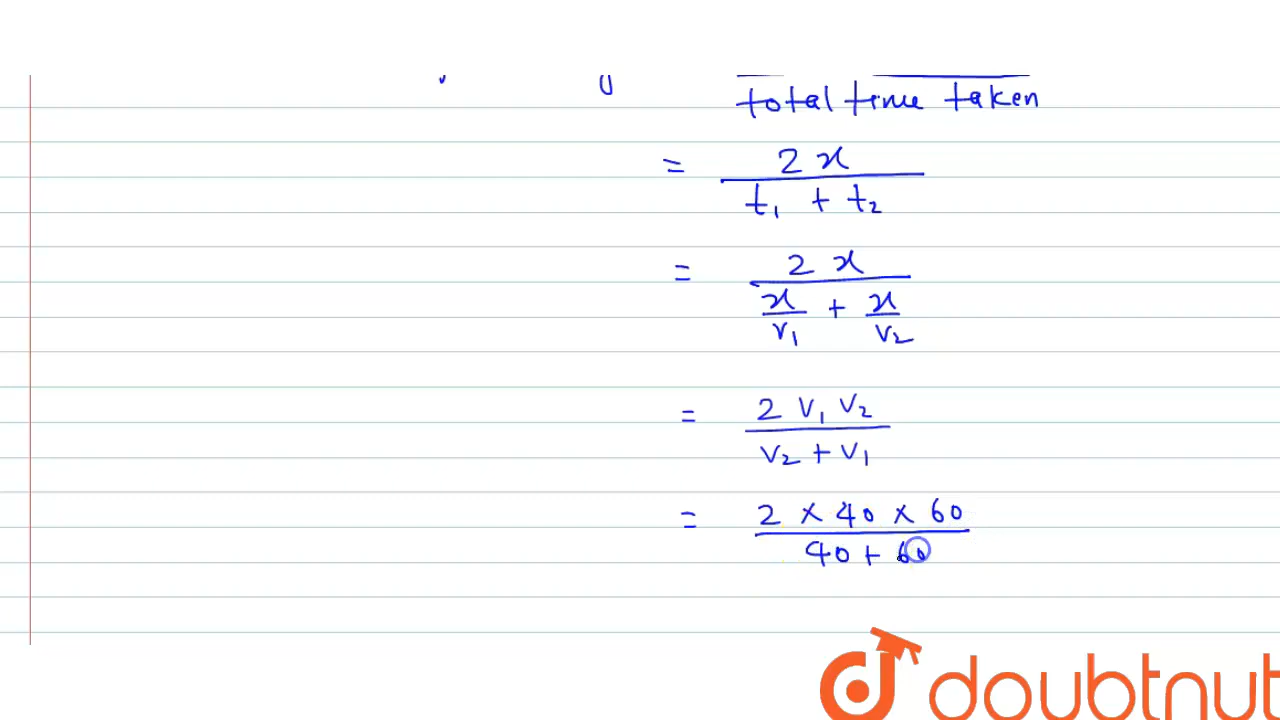 total time taken
= 2x / t₁ + t₂
= 2x / x/v₁ + x/v₂
= 2 v₁ v₂ / v₂ + v₁
= 2 × 40 × 60 / 40 + 60
doubtnut